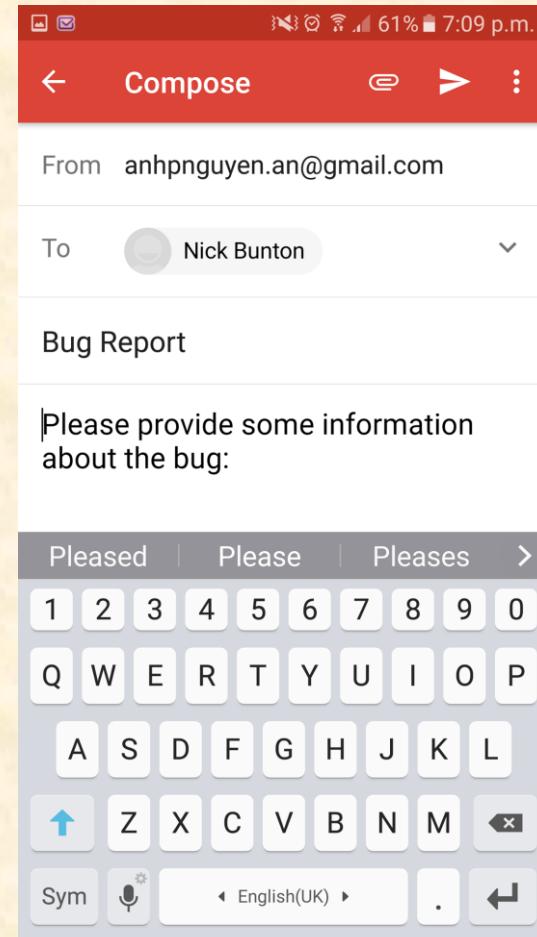 61% 7:09 p.m.
Compose
From anhpnguyen.an@gmail.com
To Nick Bunton
Bug Report
Please provide some information
about the bug:
Pleased Please Pleases
1 2 3 4 5 6 7 8 9 0
Q W E R T Y U I O P
A S D F G H J K L
Z X C V B N M
Sym English(UK) .